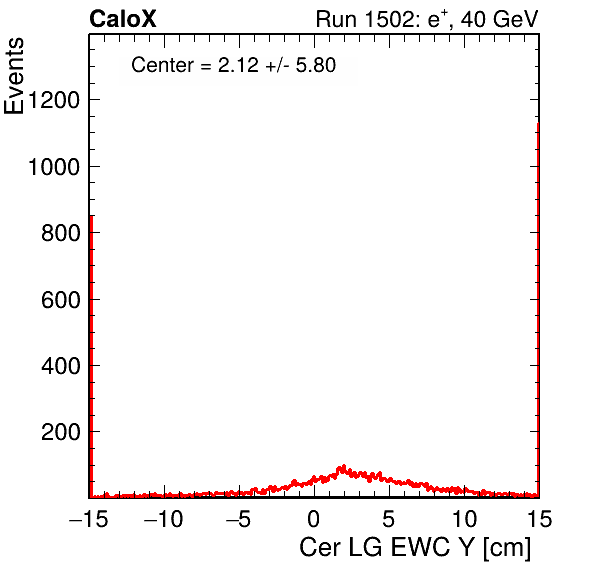 CaloX Run 1502: e⁺, 40 GeV
Center = 2.12 +/- 5.80
Events
1200
1000
800
600
400
200
−15 −10 −5 0 5 10 15
Cer LG EWC Y [cm]